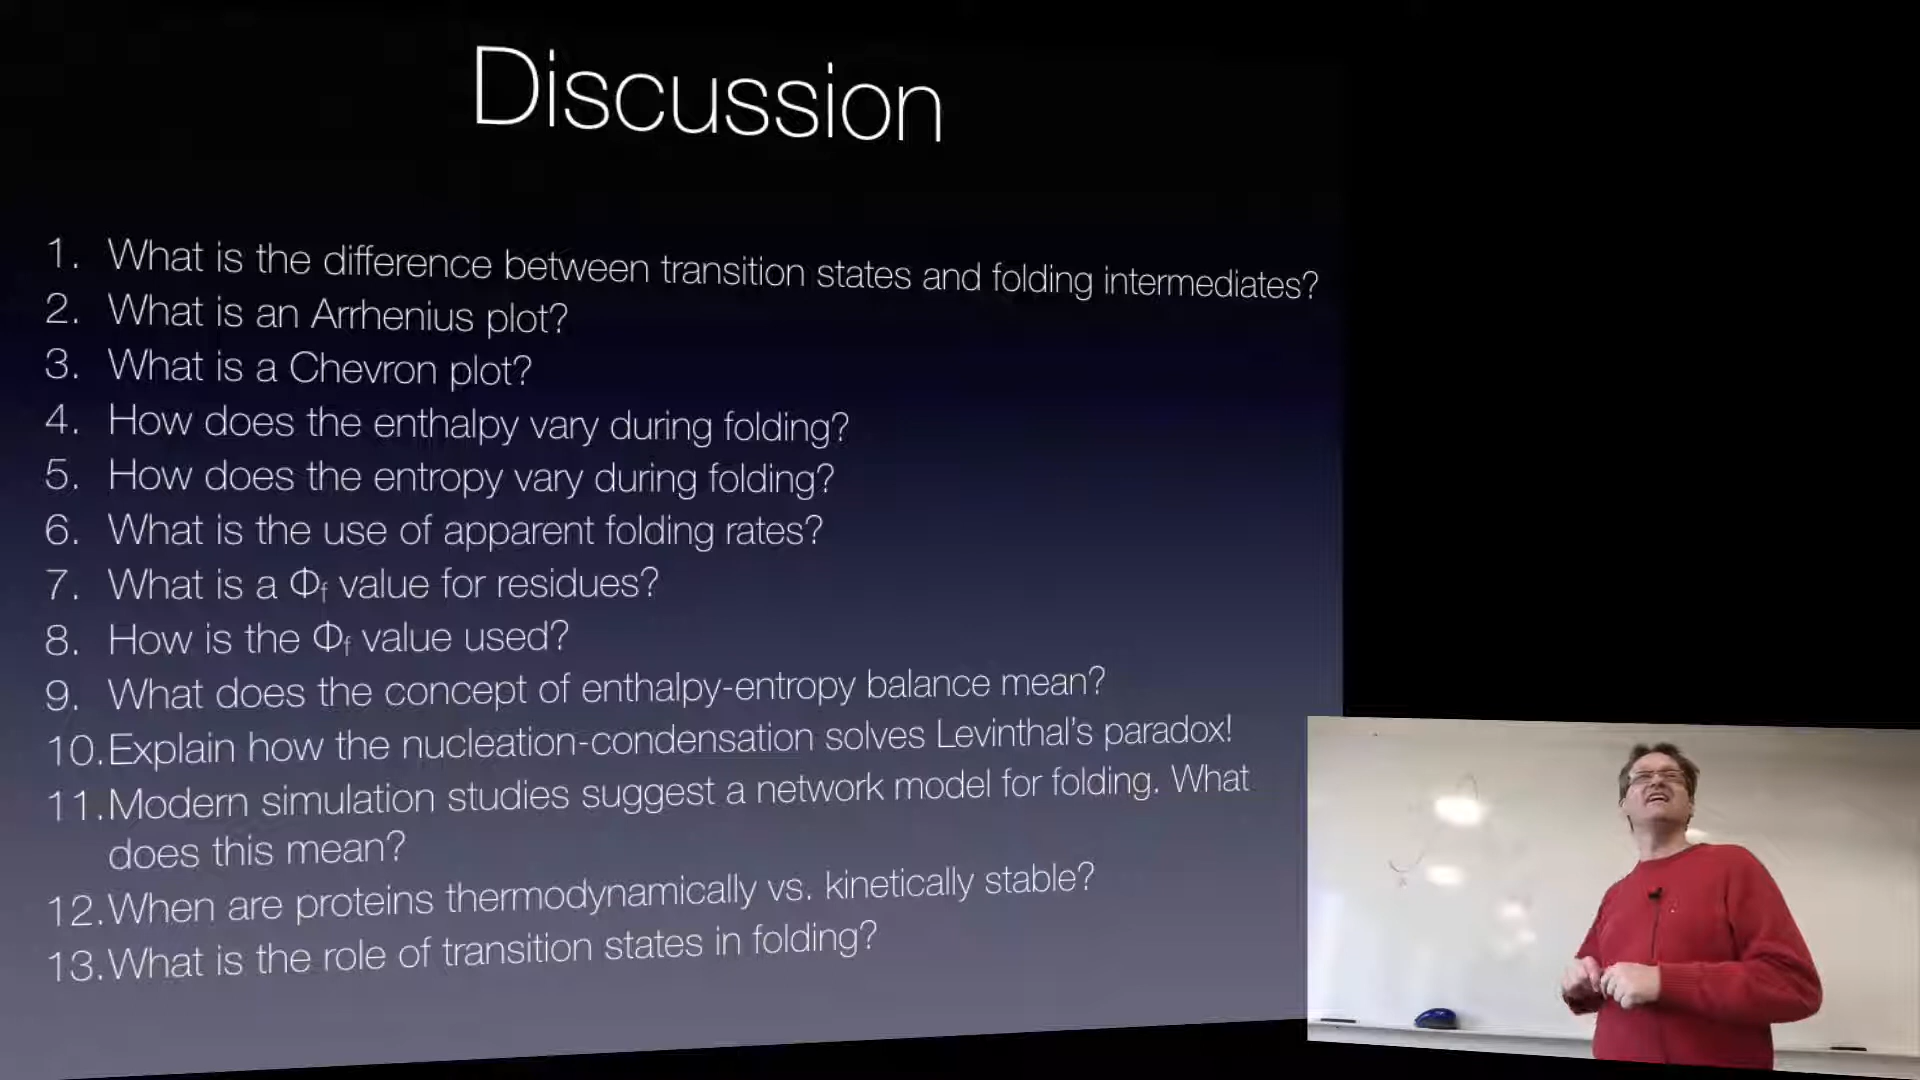 Discussion
1. What is the difference between transition states and folding intermediates?
2. What is an Arrhenius plot?
3. What is a Chevron plot?
4. How does the enthalpy vary during folding?
5. How does the entropy vary during folding?
6. What is the use of apparent folding rates?
7. What is a Φf value for residues?
8. How is the Φf value used?
9. What does the concept of enthalpy-entropy balance mean?
10. Explain how the nucleation-condensation solves Levinthal's paradox!
11. Modern simulation studies suggest a network model for folding. What
does this mean?
12. When are proteins thermodynamically vs. kinetically stable?
13. What is the role of transition states in folding?